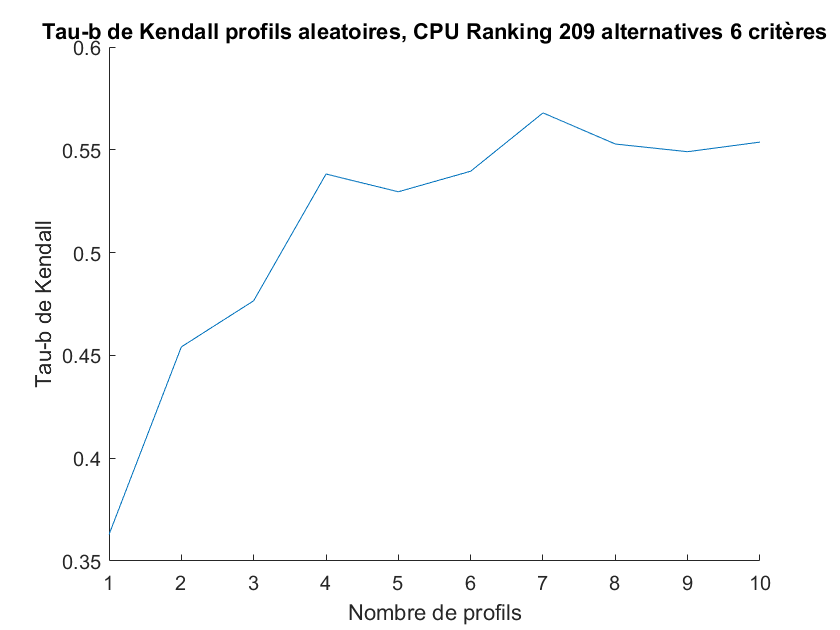 Tau-b de Kendall profils aleatoires, CPU Ranking 209 alternatives 6 critères
0.6
0.55
0.5
0.45
0.4
0.35
Tau-b de Kendall
1 2 3 4 5 6 7 8 9 10
Nombre de profils